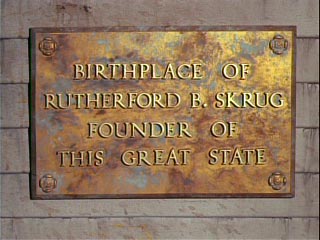 BIRTHPLACE OF
RUTHERFORD B. SKRUG
FOUNDER OF
THIS GREAT STATE